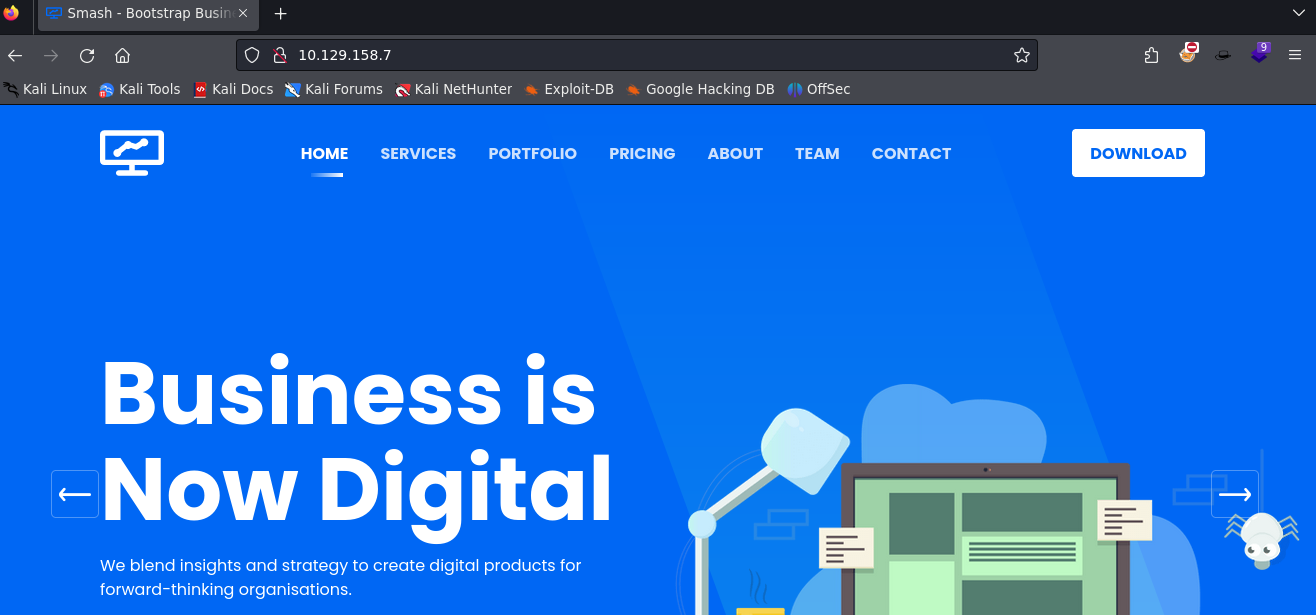 Smash - Bootstrap Busin
10.129.158.7
9
Kali Linux Kali Tools Kali Docs Kali Forums Kali NetHunter Exploit-DB Google Hacking DB OffSec
HOME SERVICES PORTFOLIO PRICING ABOUT TEAM CONTACT DOWNLOAD
Business is
Now Digital
We blend insights and strategy to create digital products for
forward-thinking organisations.